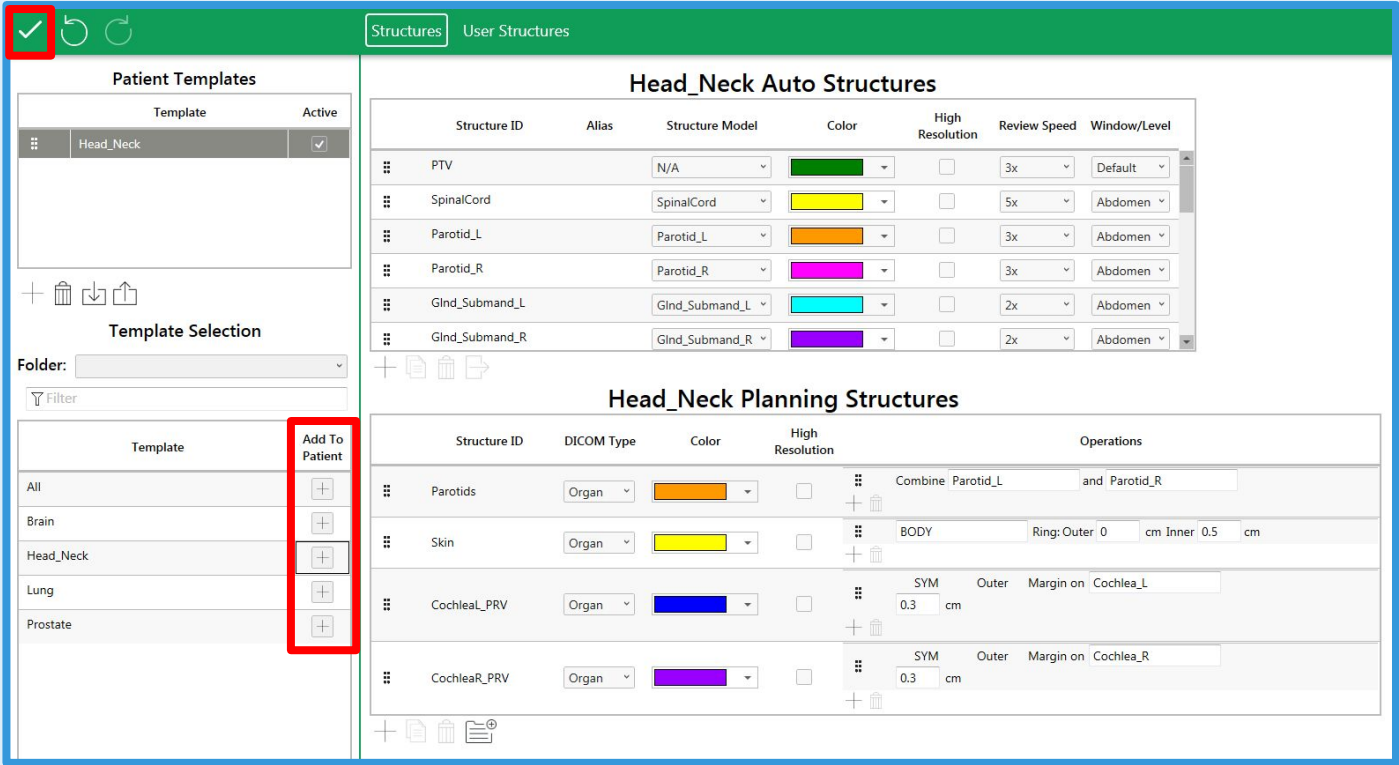 Structures User Structures
Patient Templates
Template Active
Head_Neck
Template Selection
Folder:
Filter
Template Add To Patient
All
Brain
Head_Neck
Lung
Prostate
Head_Neck Auto Structures
Structure ID Alias Structure Model Color High Resolution Review Speed Window/Level
PTV N/A 3x Default
SpinalCord SpinalCord 5x Abdomen
Parotid_L Parotid_L 3x Abdomen
Parotid_R Parotid_R 3x Abdomen
Glnd_Submand_L Glnd_Submand_L 2x Abdomen
Glnd_Submand_R Glnd_Submand_R 2x Abdomen
Head_Neck Planning Structures
Structure ID DICOM Type Color High Resolution Operations
Parotids Organ Combine Parotid_L and Parotid_R
Skin Organ BODY Ring: Outer 0 cm Inner 0.5 cm
CochleaL_PRV Organ SYM Outer Margin on Cochlea_L
0.3 cm
CochleaR_PRV Organ SYM Outer Margin on Cochlea_R
0.3 cm